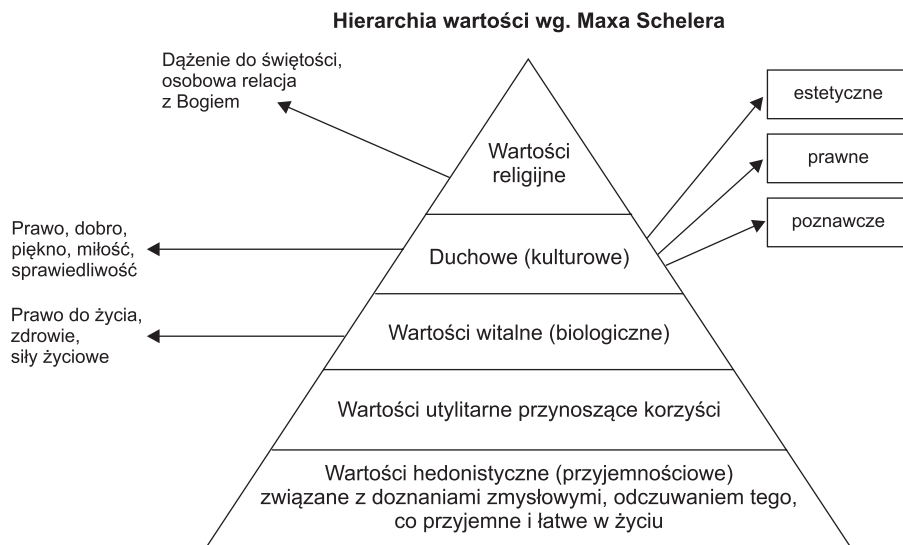 Hierarchia wartości wg. Maxa Schelera
Dążenie do świętości,
osobowa relacja
z Bogiem
estetyczne
prawne
poznawcze
Wartości
religijne
Prawo, dobro,
piękno, miłość,
sprawiedliwość
Duchowe (kulturowe)
Prawo do życia,
zdrowie,
siły życiowe
Wartości witalne (biologiczne)
Wartości utylitarne przynoszące korzyści
Wartości hedonistyczne (przyjemnościowe)
związane z doznaniami zmysłowymi, odczuwaniem tego,
co przyjemne i łatwe w życiu